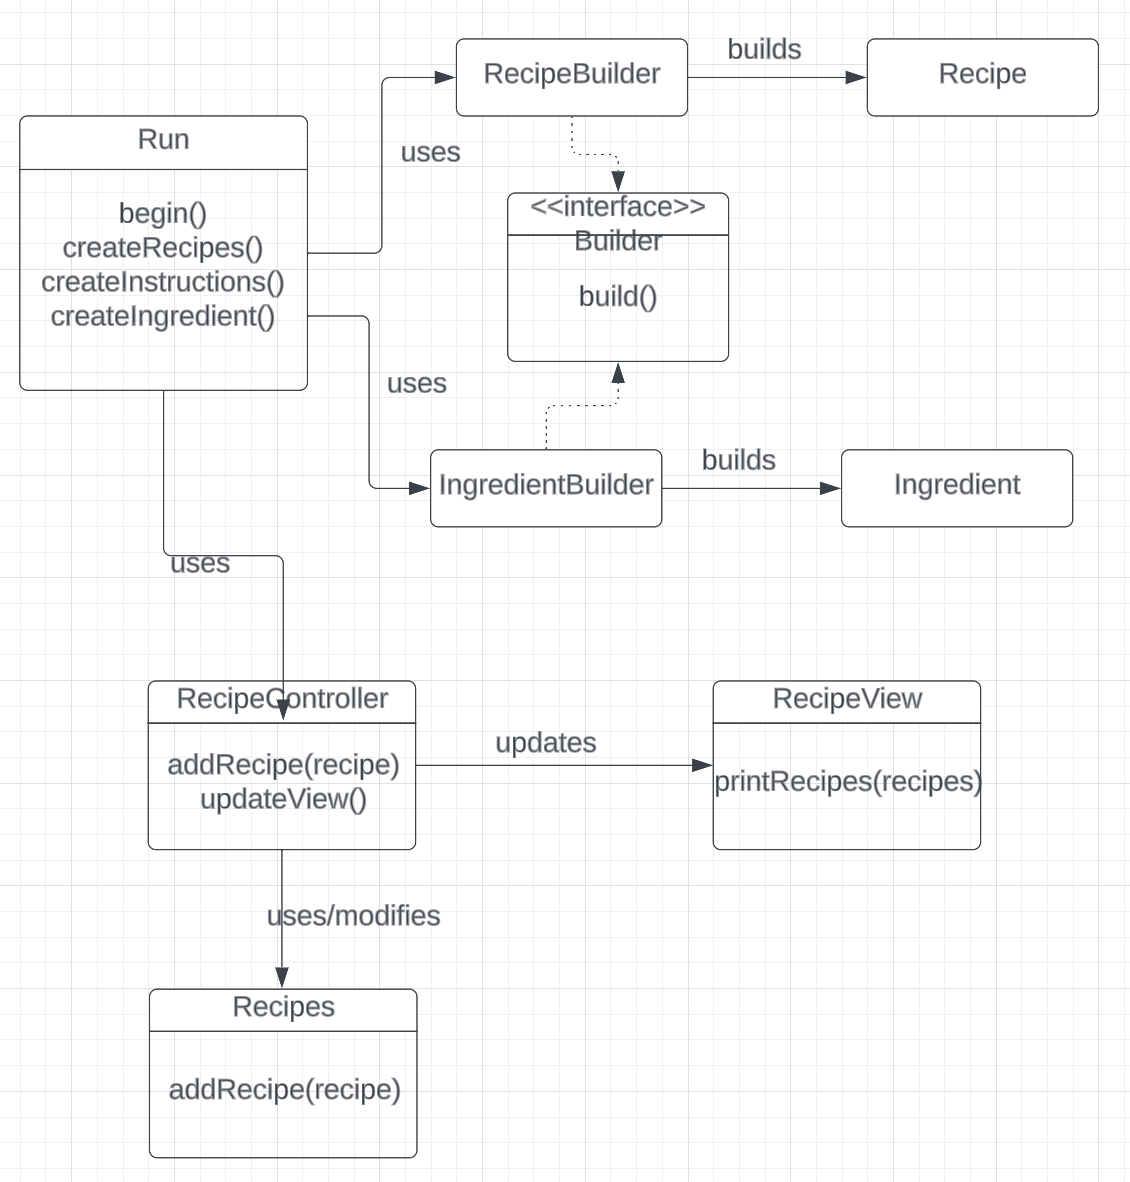 builds
RecipeBuilder
Recipe
Run
uses
begin()
createRecipes()
createInstructions()
createIngredient()
<<interface>>
Builder
build()
uses
builds
IngredientBuilder
Ingredient
uses
RecipeController
addRecipe(recipe)
updateView()
updates
RecipeView
printRecipes(recipes)
uses/modifies
Recipes
addRecipe(recipe)